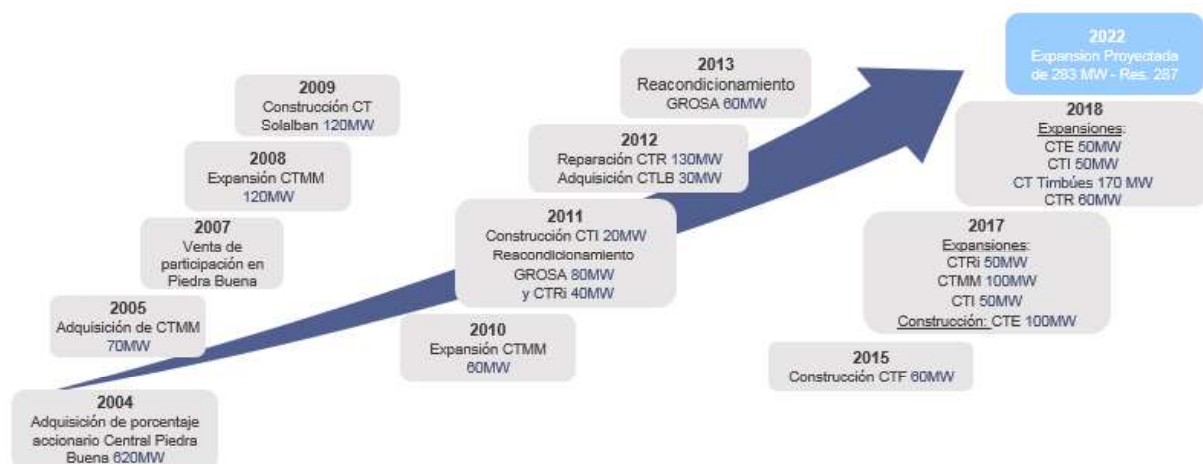 2004
Adquisición de porcentaje
accionario Central Piedra
Buena 620MW
2005
Adquisición de CTMM
70MW
2007
Venta de
participación en
Piedra Buena
2008
Expansión CTMM
120MW
2009
Construcción CT
Solalban 120MW
2010
Expansión CTMM
60MW
2011
Construcción CTI 20MW
Reacondicionamiento
GROSA 80MW
y CTRi 40MW
2012
Reparación CTR 130MW
Adquisición CTLB 30MW
2013
Reacondicionamiento
GROSA 60MW
2015
Construcción CTF 60MW
2017
Expansiones:
CTRi 50MW
CTMM 100MW
CTI 50MW
Construcción: CTE 100MW
2018
Expansiones:
CTE 50MW
CTI 50MW
CT Timbúes 170 MW
CTR 60MW
2022
Expansion Proyectada
de 283 MW - Res. 287